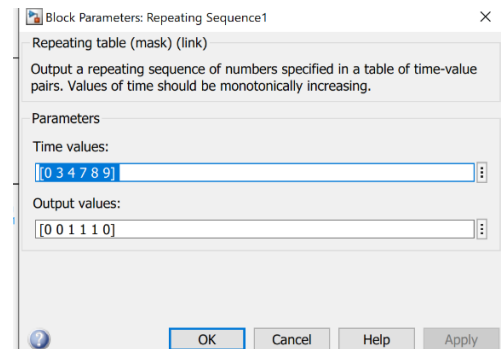 Block Parameters: Repeating Sequence1
Repeating table (mask) (link)
Output a repeating sequence of numbers specified in a table of time-value
pairs. Values of time should be monotonically increasing.
Parameters
Time values:
[0 3 4 7 8 9]
Output values:
[0 0 1 1 1 0]
OK Cancel Help Apply